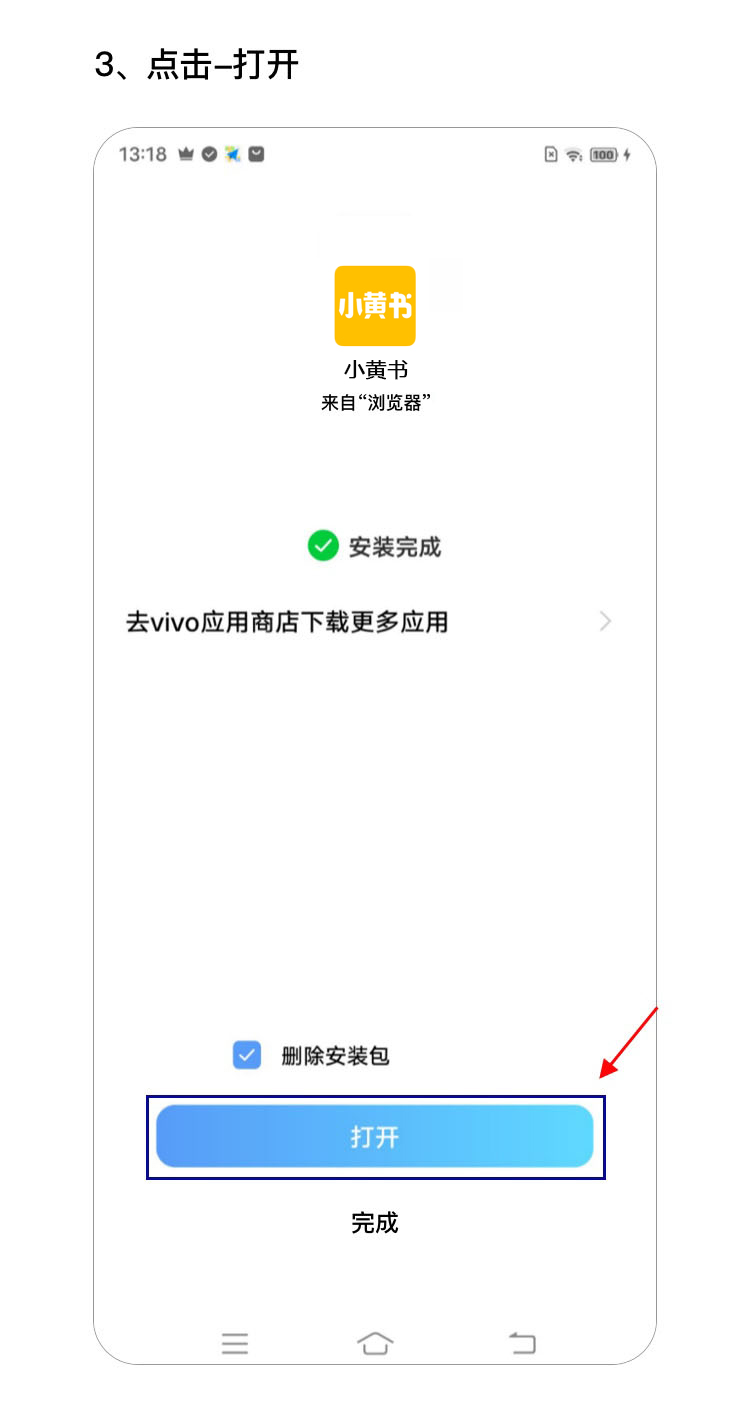 3、点击–打开
13:18
100
小黄书
小黄书
来自“浏览器”
安装完成
去vivo应用商店下载更多应用
删除安装包
打开
完成